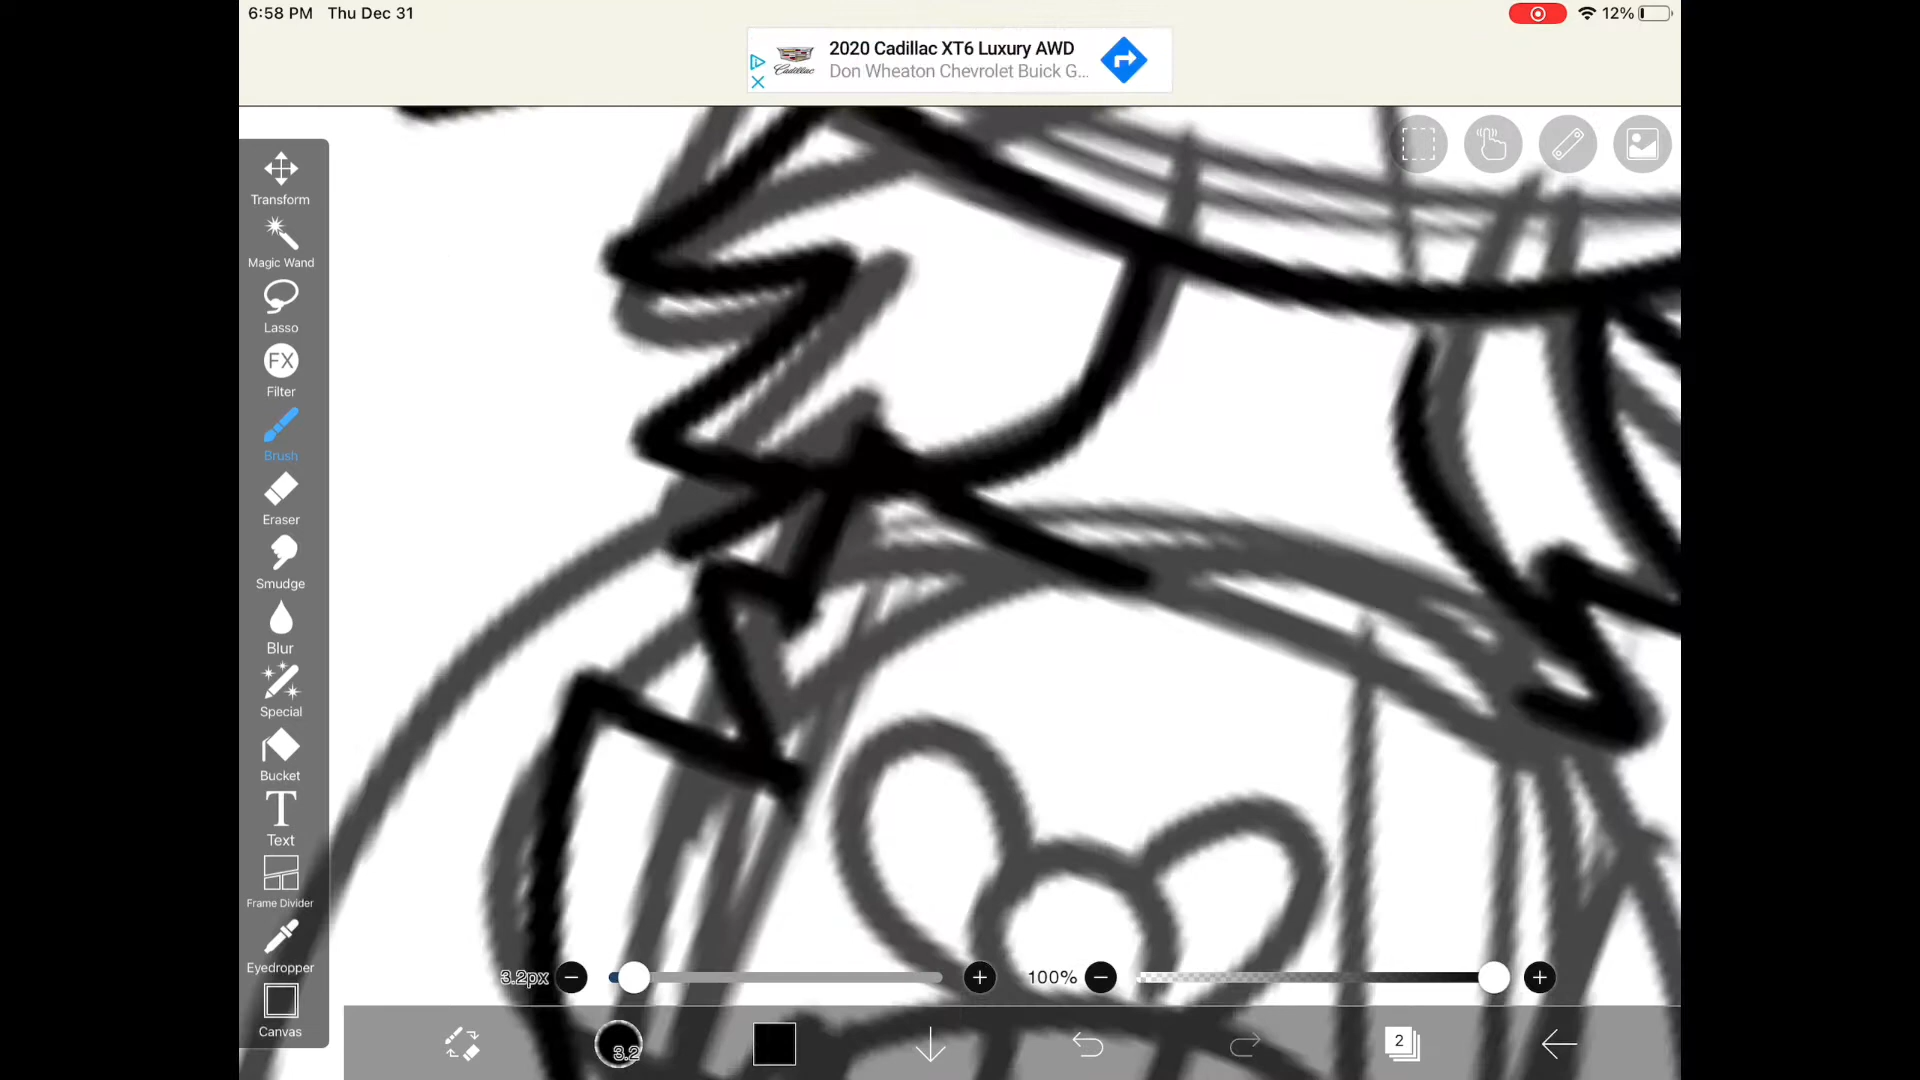 6:58 PM Thu Dec 31
12%
2020 Cadillac XT6 Luxury AWD
Cadillac
Don Wheaton Chevrolet Buick G...
Transform
Magic Wand
Lasso
FX
Filter
Brush
Eraser
Smudge
Blur
Special
Bucket
T
Text
Frame Divider
Eyedropper
Canvas
3.2px
100%
3.2
2